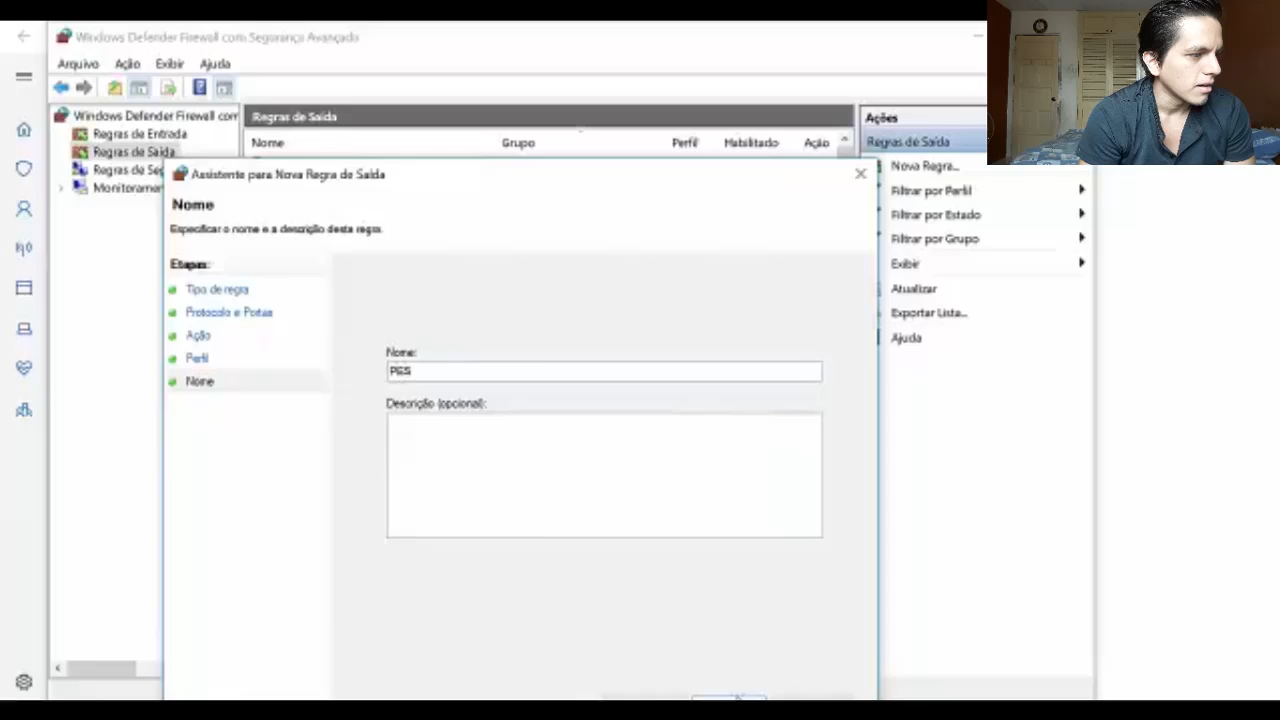 Windows Defender Firewall com Segurança Avançado
Arquivo Ação Exibir Ajuda
Windows Defender Firewall com
Regras de Entrada
Regras de Saída
Regras de Seg
Monitoramen
Regras de Saída
Nome Grupo Perfil Habilitado Ação
Ações
Regras de Saída
Nova Regra...
Filtrar por Perfil
Filtrar por Estado
Filtrar por Grupo
Exibir
Atualizar
Exportar Lista...
Ajuda
Assistente para Nova Regra de Saída
Nome
Especificar o nome e a descrição desta regra.
Etapas:
Tipo de regra
Protocolo e Portas
Ação
Perfil
Nome
Nome:
PES
Descrição (opcional):